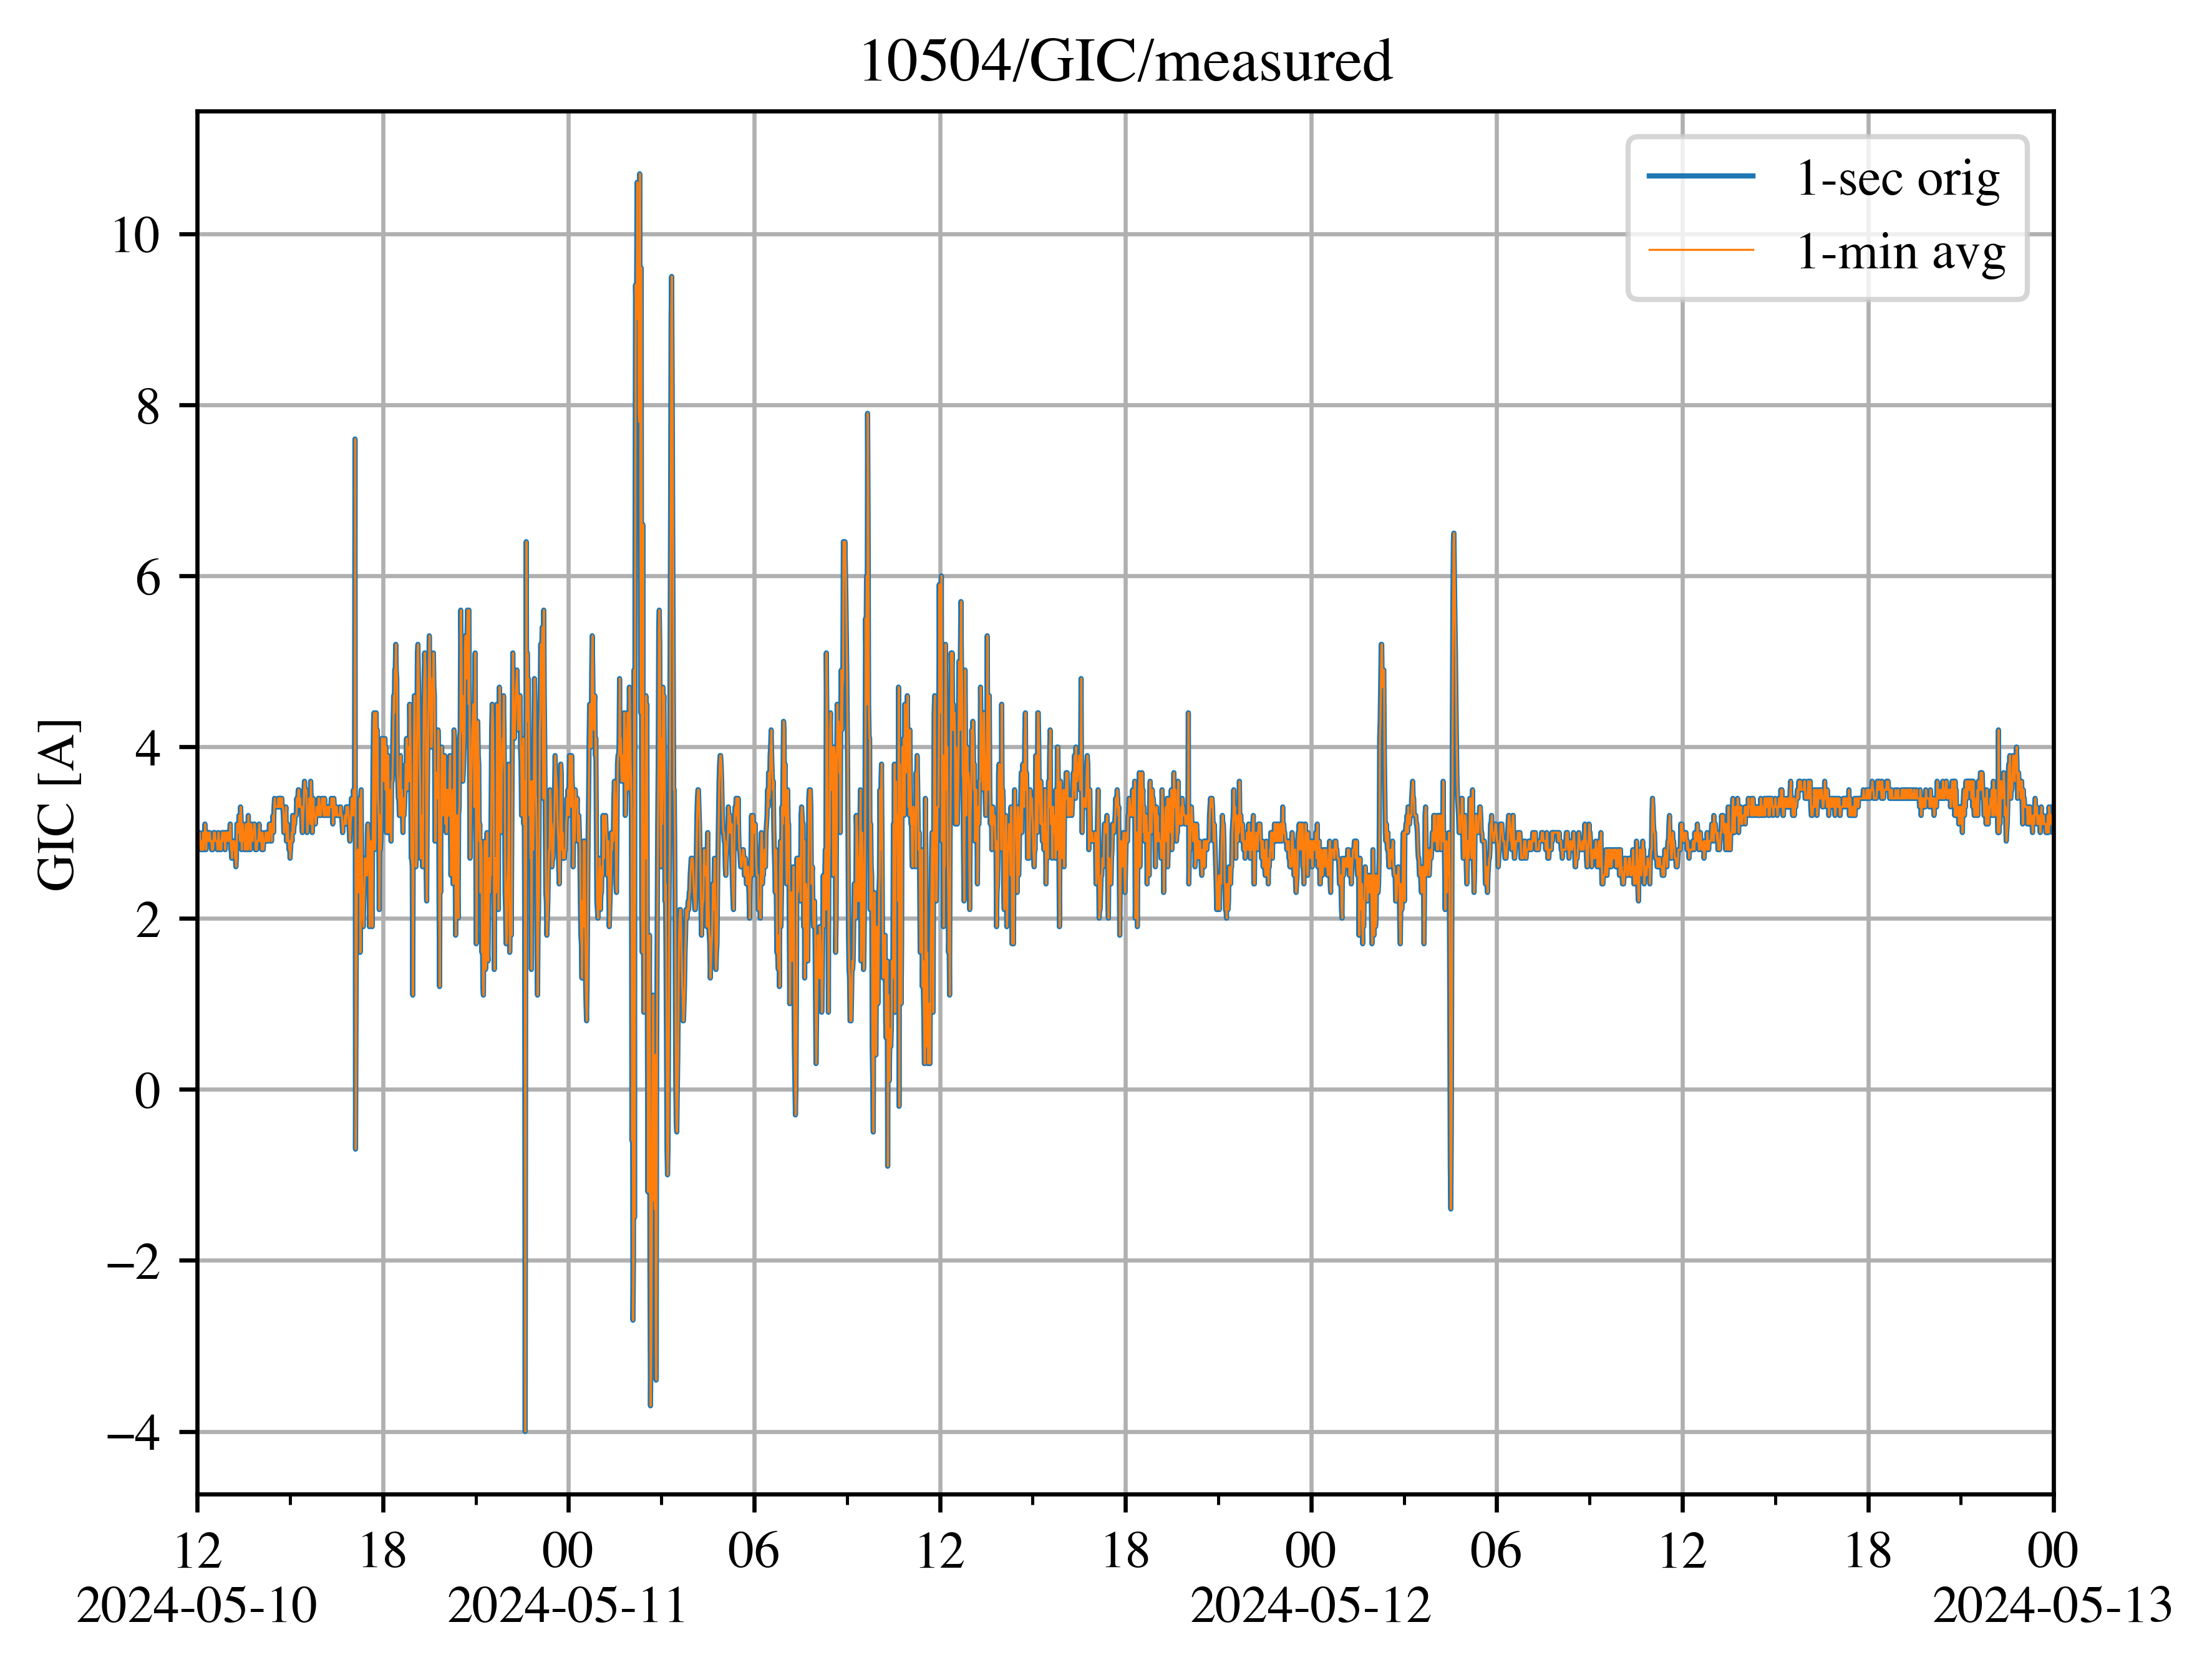 10504/GIC/measured
1-sec orig
1-min avg
GIC [A]
10
8
6
4
2
0
−2
−4
12 18 00 06 12 18 00 06 12 18 00
2024-05-10 2024-05-11 2024-05-12 2024-05-13